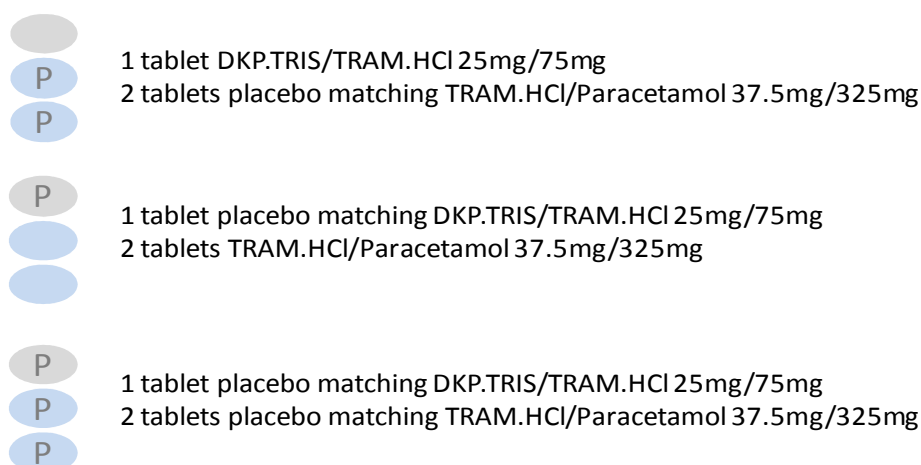 1 tablet DKP.TRIS/TRAM.HCl 25mg/75mg
P
2 tablets placebo matching TRAM.HCl/Paracetamol 37.5mg/325mg
P
P
1 tablet placebo matching DKP.TRIS/TRAM.HCl 25mg/75mg
2 tablets TRAM.HCl/Paracetamol 37.5mg/325mg
P
1 tablet placebo matching DKP.TRIS/TRAM.HCl 25mg/75mg
P
2 tablets placebo matching TRAM.HCl/Paracetamol 37.5mg/325mg
P